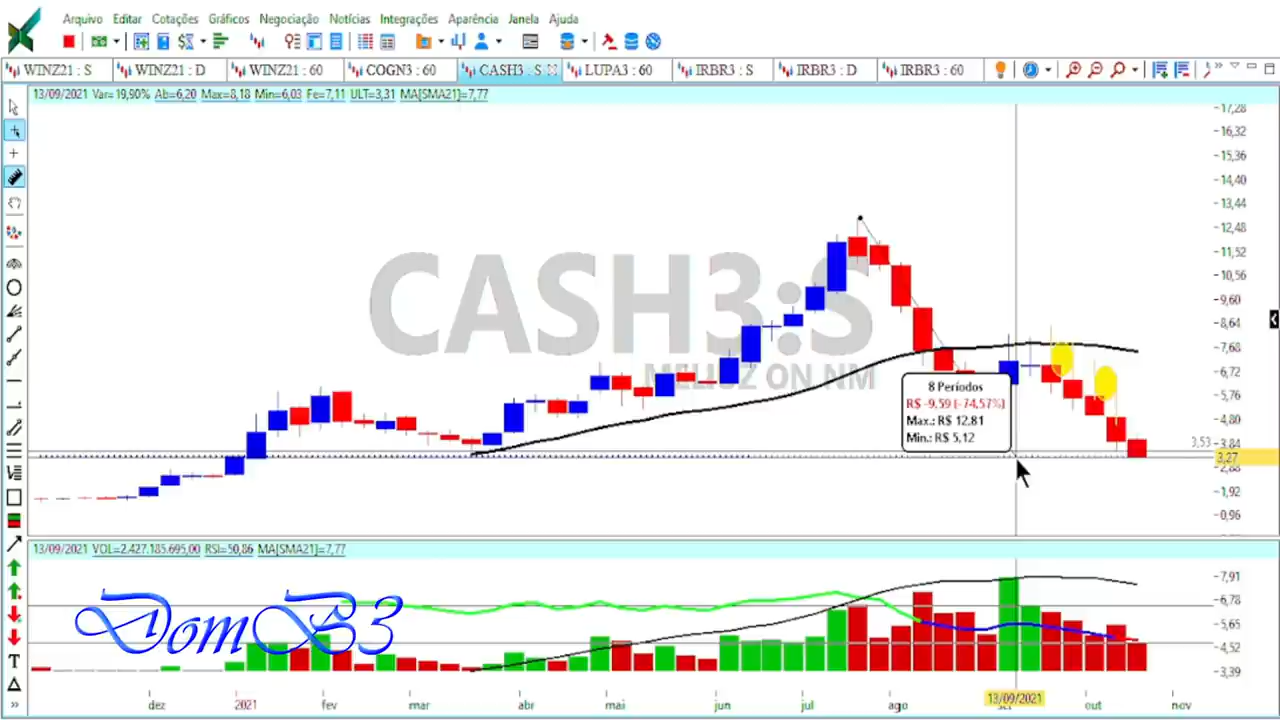 Arquivo Editar Cotações Gráficos Negociação Notícias Integrações Aparência Janela Ajuda
WINZ21 : S WINZ21 : D WINZ21 : 60 COGN3 : 60 CASH3 : S LUPA3 : 60 IRBR3 : S IRBR3 : D IRBR3 : 60
13/09/2021 Var=19,90% Ab=6,20 Max=8,18 Min=6,03 Fe=7,11 ULT=3,31 MA[SMA21]=7,77
17,28
16,32
15,36
14,40
13,44
12,48
11,52
10,56
9,60
8,64
7,68
6,72
5,76
4,80
3,53
3,84
3,27
2,88
1,92
0,96
CASH3:S
MELIUZ ON NM
8 Períodos
R$ -9,59 (-74,57%)
Max.: R$ 12,81
Min.: R$ 5,12
13/09/2021 VOL=2.427.185.695,00 RSI=50,86 MA[SMA21]=7,77
7,91
6,78
5,65
4,52
3,39
DomB3
dez 2021 fev mar abr mai jun jul ago 13/09/2021 out nov